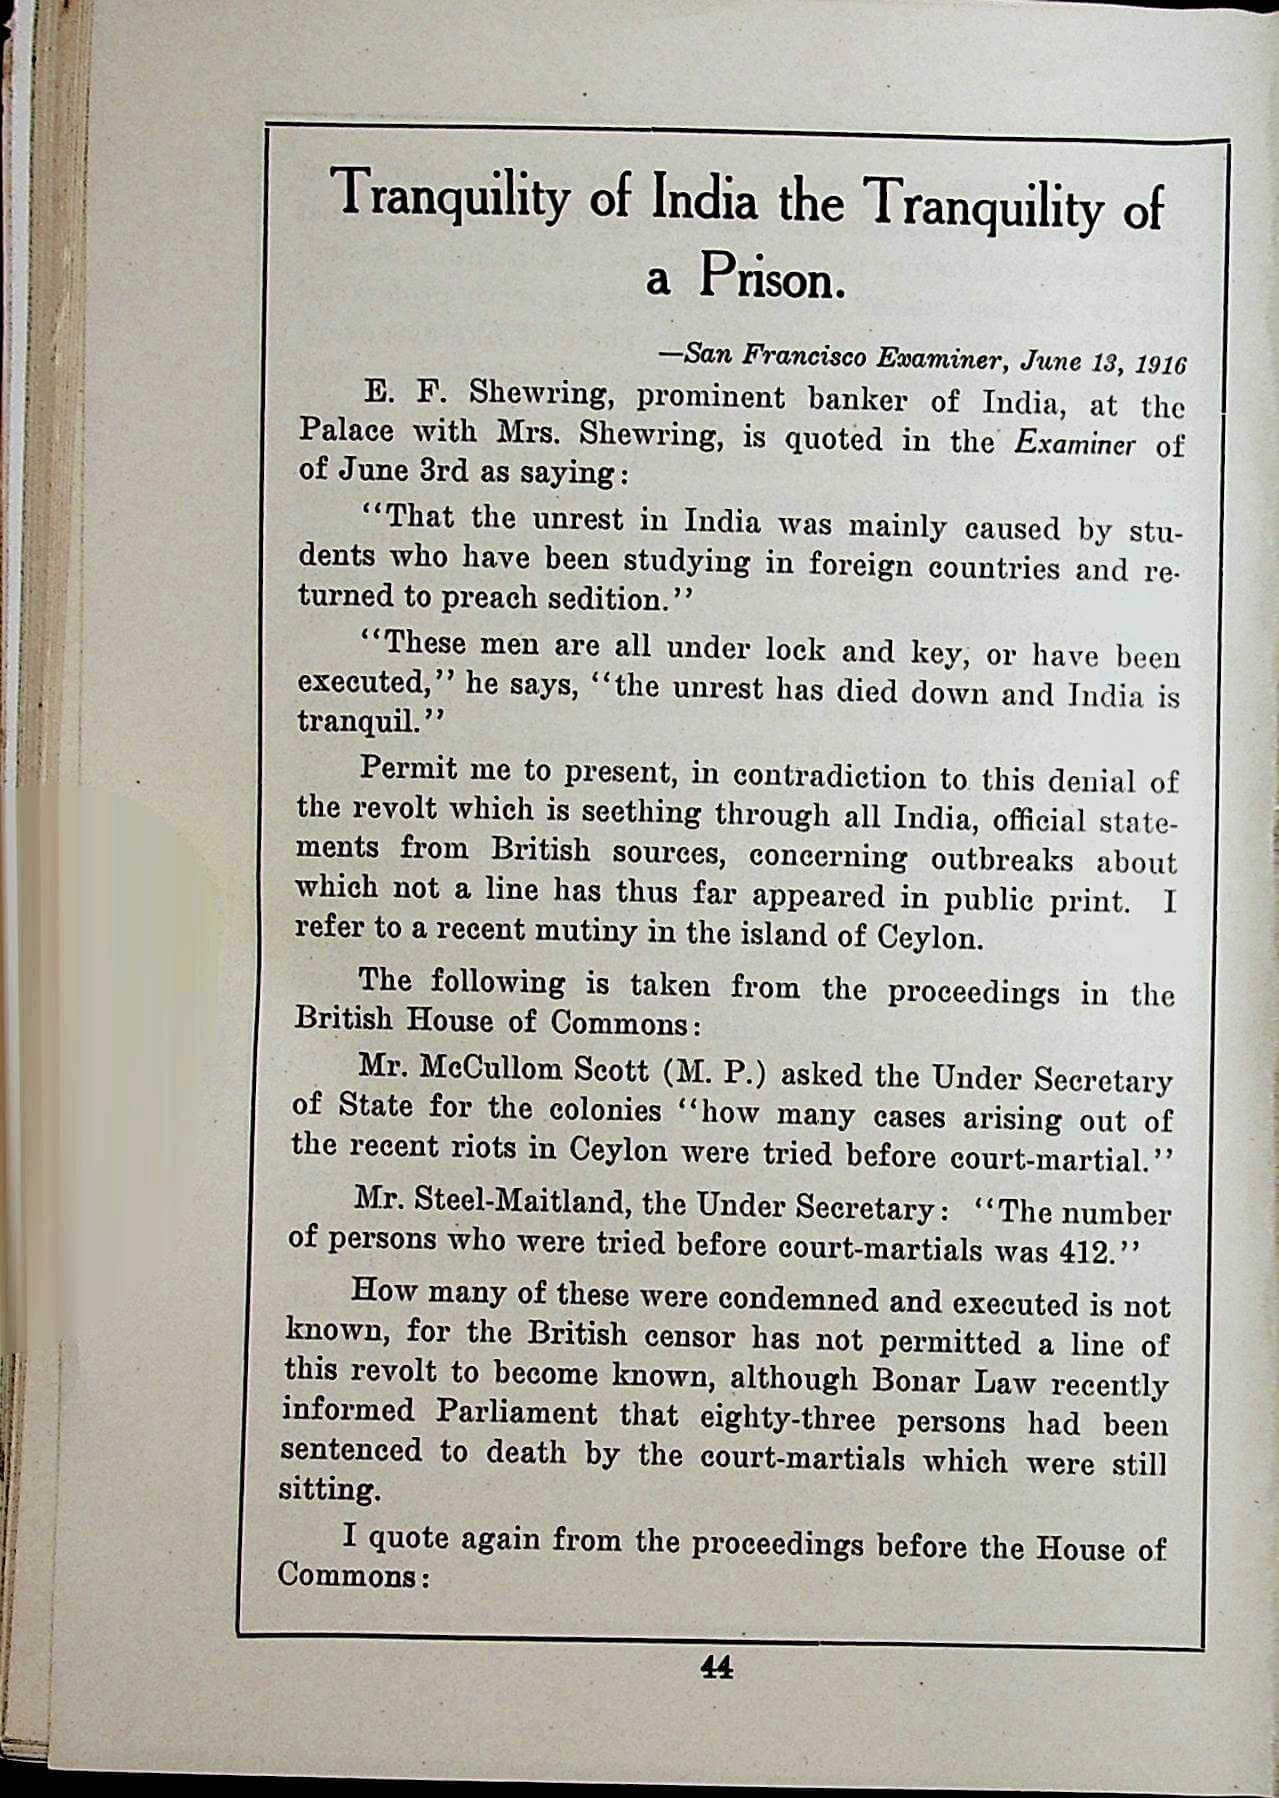 Tranquility of India the Tranquility of
a Prison.
—San Francisco Examiner, June 13, 1916
E. F. Shewring, prominent banker of India, at the
Palace with Mrs. Shewring, is quoted in the Examiner of
of June 3rd as saying:
"That the unrest in India was mainly caused by stu-
dents who have been studying in foreign countries and re-
turned to preach sedition."
"These men are all under lock and key, or have been
executed," he says, "the unrest has died down and India is
tranquil."
Permit me to present, in contradiction to this denial of
the revolt which is seething through all India, official state-
ments from British sources, concerning outbreaks about
which not a line has thus far appeared in public print. I
refer to a recent mutiny in the island of Ceylon.
The following is taken from the proceedings in the
British House of Commons:
Mr. McCullom Scott (M. P.) asked the Under Secretary
of State for the colonies "how many cases arising out of
the recent riots in Ceylon were tried before court-martial."
Mr. Steel-Maitland, the Under Secretary: "The number
of persons who were tried before court-martials was 412."
How many of these were condemned and executed is not
known, for the British censor has not permitted a line of
this revolt to become known, although Bonar Law recently
informed Parliament that eighty-three persons had been
sentenced to death by the court-martials which were still
sitting.
I quote again from the proceedings before the House of
Commons:
44